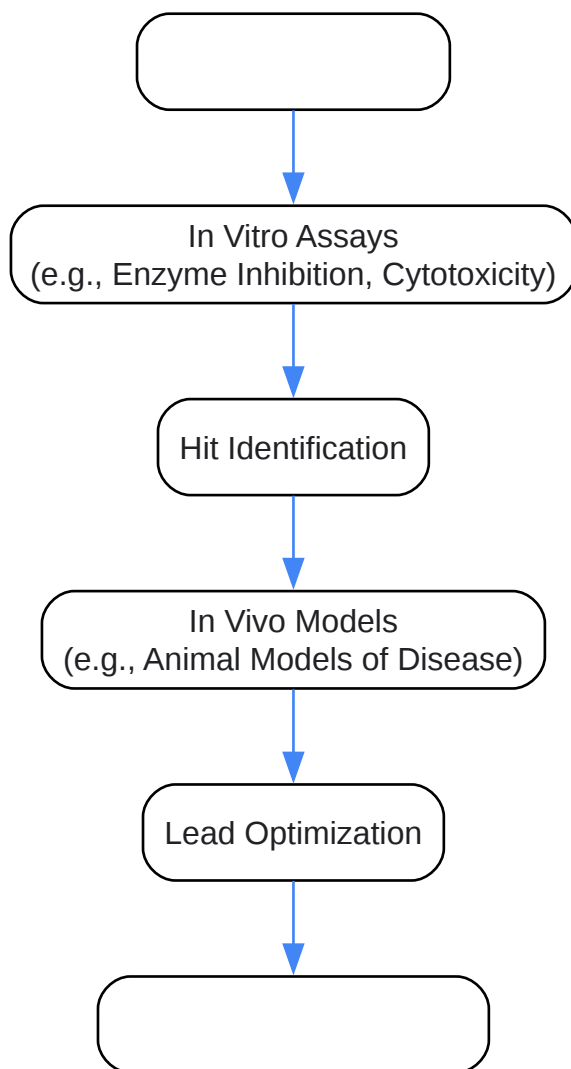 In Vitro Assays
(e.g., Enzyme Inhibition, Cytotoxicity)
Hit Identification
In Vivo Models
(e.g., Animal Models of Disease)
Lead Optimization